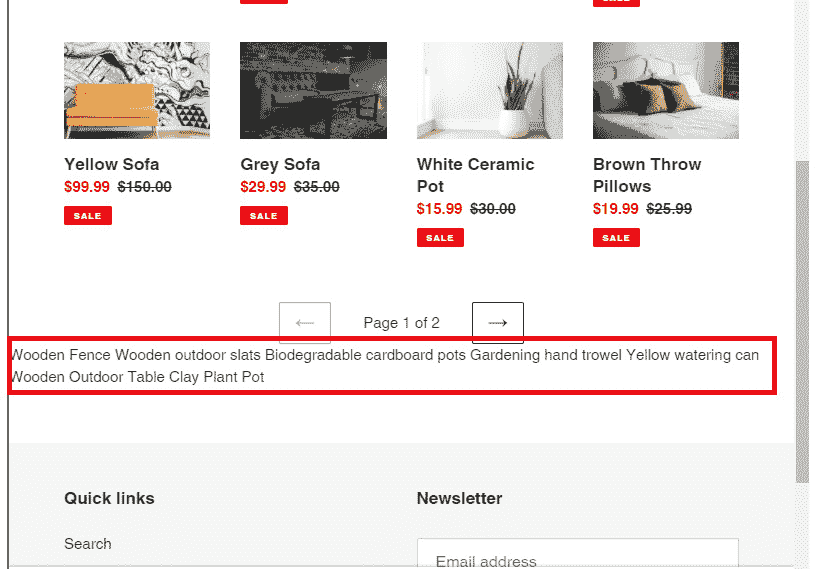 Yellow Sofa
$99.99 $150.00
SALE
Grey Sofa
$29.99 $35.00
SALE
White Ceramic
Pot
$15.99 $30.00
SALE
Brown Throw
Pillows
$19.99 $25.99
SALE
← Page 1 of 2 →
Wooden Fence Wooden outdoor slats Biodegradable cardboard pots Gardening hand trowel Yellow watering can
Wooden Outdoor Table Clay Plant Pot
Quick links
Search
Newsletter
Email address